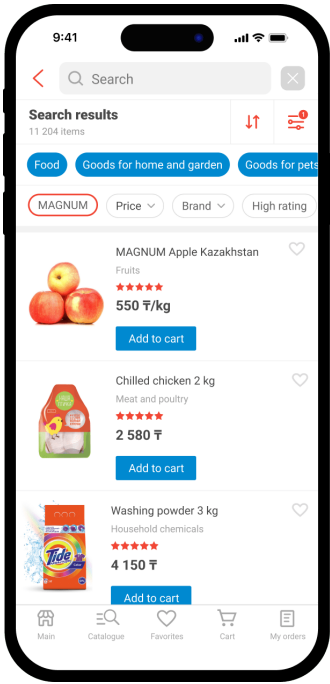 9:41
Search
Search results
11 204 items
1
Food
Goods for home and garden
Goods for pets
MAGNUM
Price
Brand
High rating
MAGNUM Apple Kazakhstan
Fruits
550 ₸/kg
Add to cart
Chilled chicken 2 kg
Meat and poultry
2 580 ₸
Add to cart
Washing powder 3 kg
Household chemicals
Tide
4 150 ₸
Add to cart
Main
Catalogue
Favorites
Cart
My orders